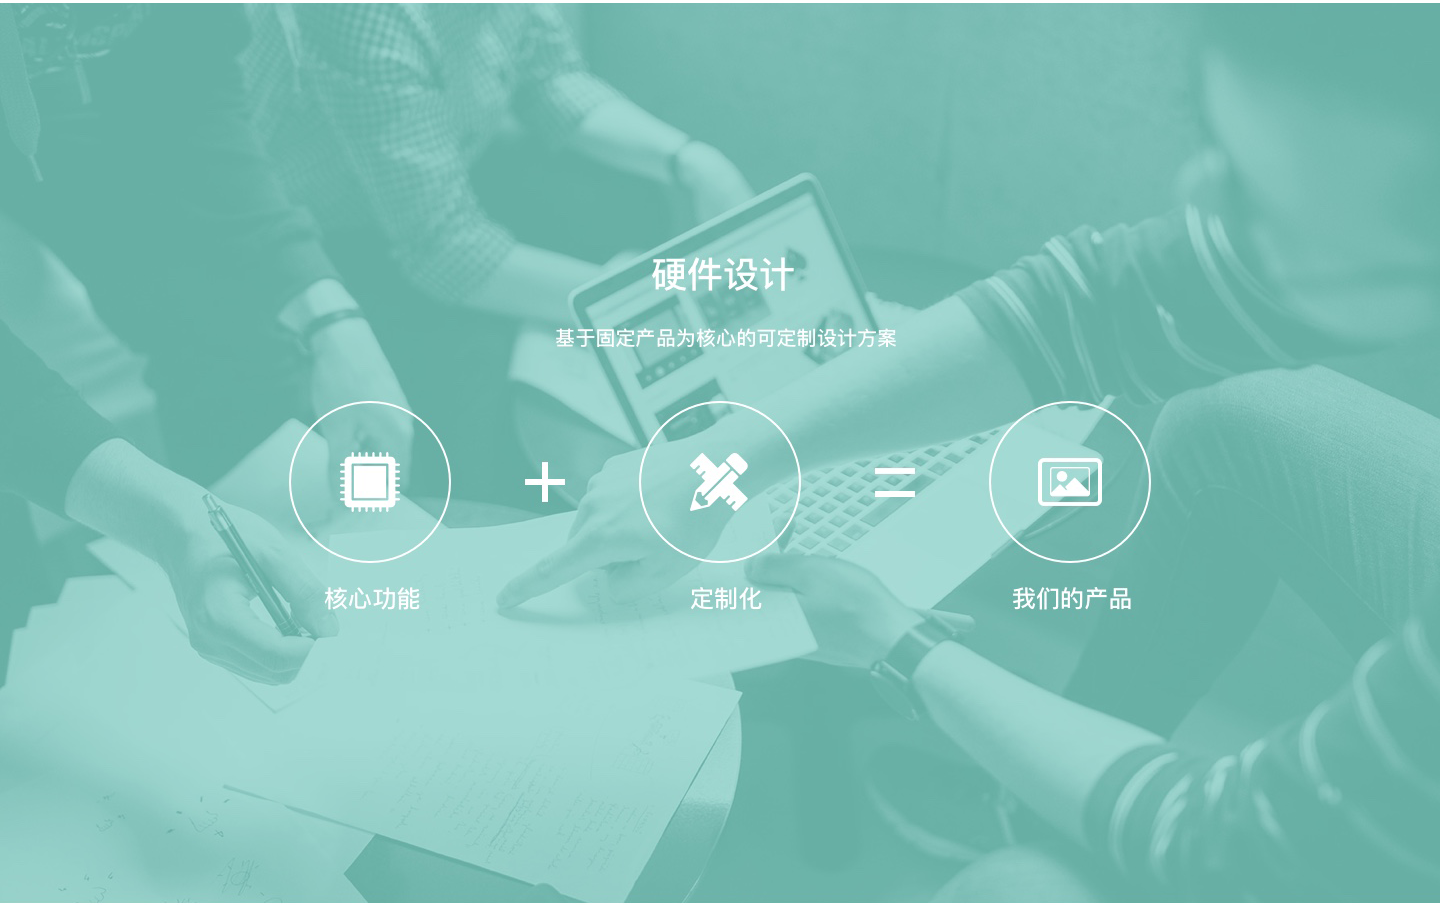 硬件设计
基于固定产品为核心的可定制设计方案
核心功能
定制化
我们的产品